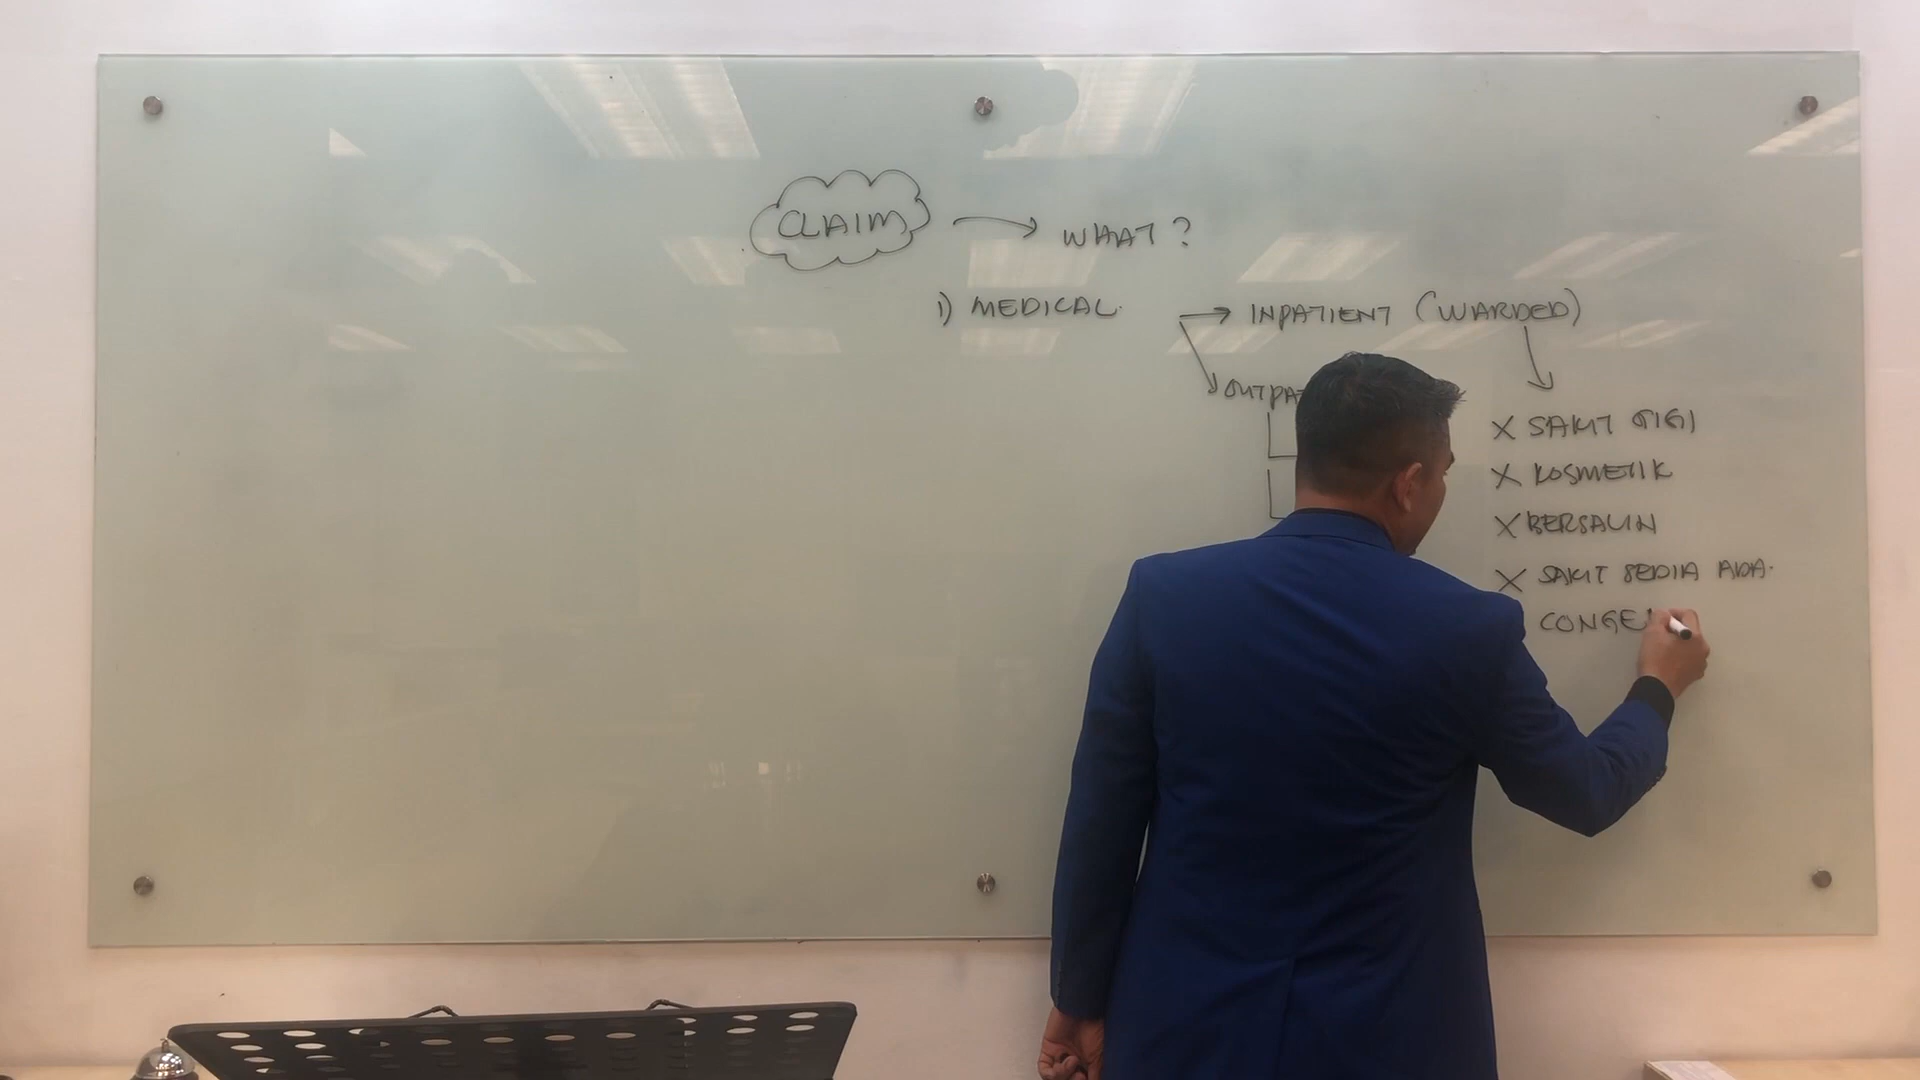 CLAIM → WHAT?
1) MEDICAL. → INPATIENT (WARDED)
OUTPA
X SAKIT GIGI
X KOSMETIK
X BERSALIN
X SAKIT SEDIA ADA.
CONGE